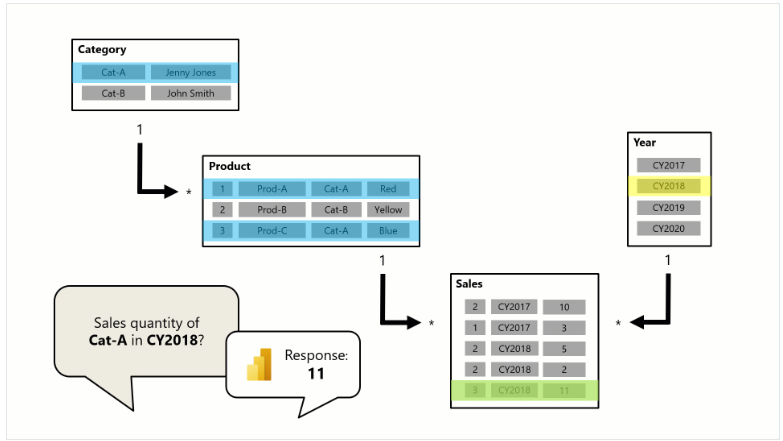 Category
Cat-A Jenny Jones
Cat-B John Smith
1
*
Product
1 Prod-A Cat-A Red
2 Prod-B Cat-B Yellow
3 Prod-C Cat-A Blue
Year
CY2017
CY2018
CY2019
CY2020
1
1
*
*
Sales
2 CY2017 10
1 CY2017 3
2 CY2018 5
2 CY2018 2
3 CY2018 11
Sales quantity of
Cat-A in CY2018?
Response:
11